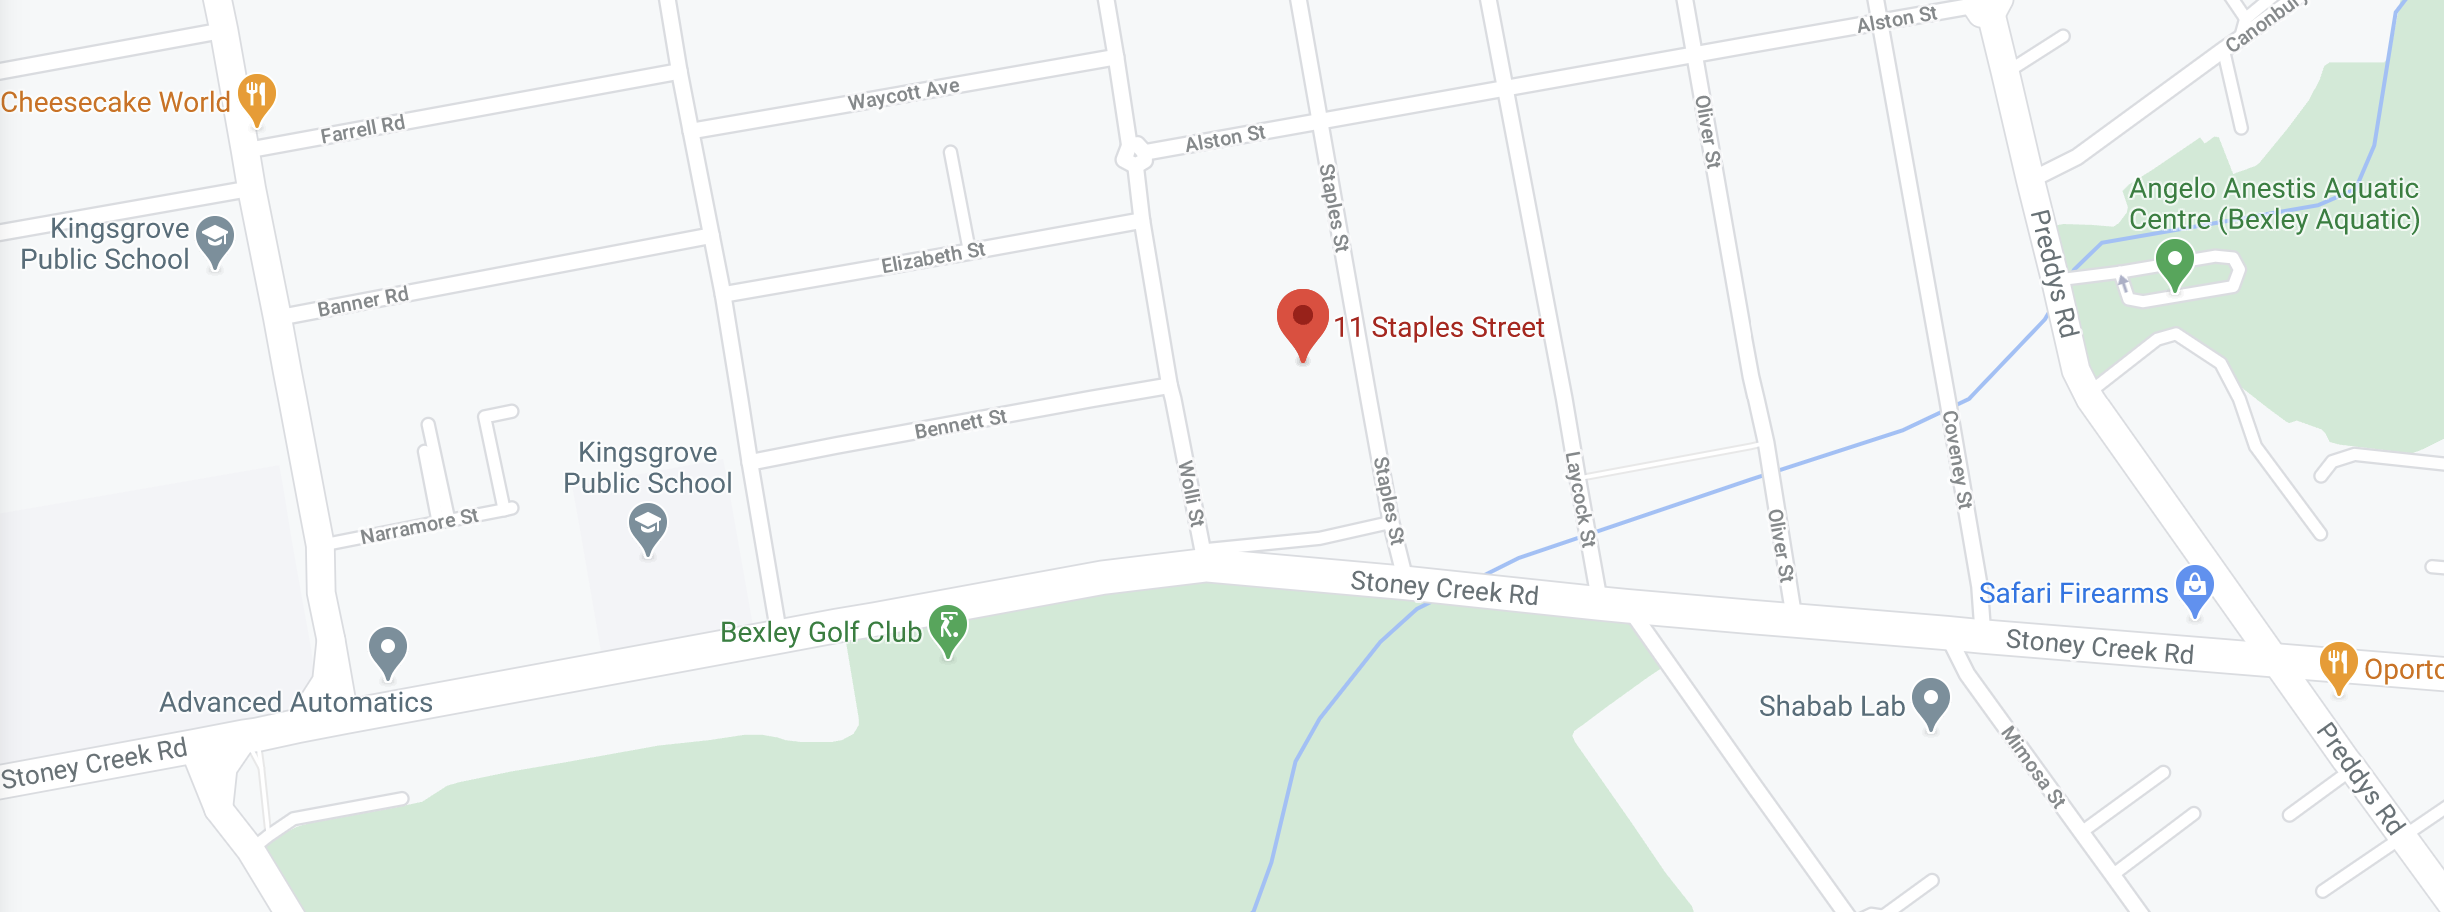 Alston St
Canonbury
Cheesecake World
Waycott Ave
Farrell Rd
Alston St
Oliver St
Staples St
Angelo Anestis Aquatic
Centre (Bexley Aquatic)
Kingsgrove
Public School
Elizabeth St
Preddys Rd
Banner Rd
11 Staples Street
Bennett St
Kingsgrove
Public School
Wolli St
Staples St
Laycock St
Coveney St
Narramore St
Oliver St
Stoney Creek Rd
Safari Firearms
Bexley Golf Club
Stoney Creek Rd
Oporto
Advanced Automatics
Shabab Lab
Stoney Creek Rd
Mimosa St
Preddys Rd